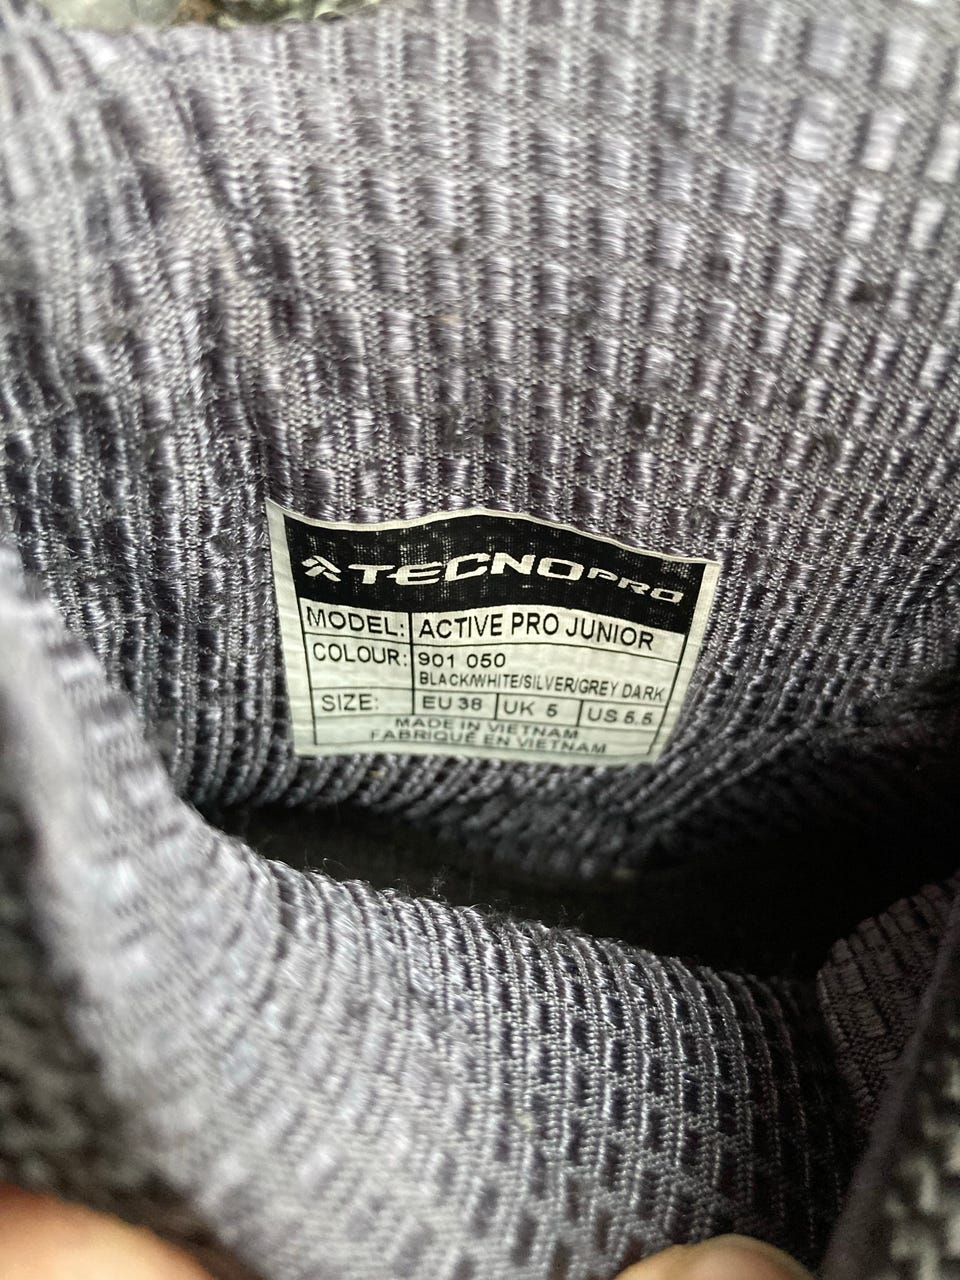 TECNOPRO
MODEL: ACTIVE PRO JUNIOR
COLOUR: 901 050
BLACK/WHITE/SILVER/GREY DARK
SIZE: EU 38 UK 5 US 5.5
MADE IN VIETNAM
FABRIQUE EN VIETNAM